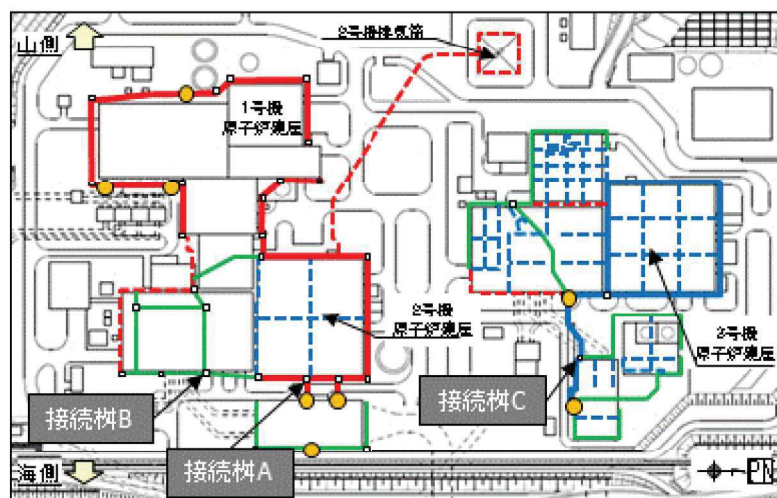 山側
2号機排気筒
1号機
原子炉建屋
2号機
原子炉建屋
3号機
原子炉建屋
接続桝B
接続桝A
接続桝C
海側
PN